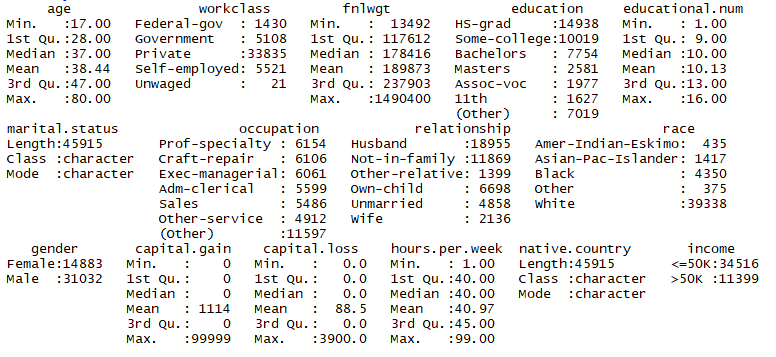 age workclass fnlwgt education educational.num
Min. :17.00 Federal-gov : 1430 Min. : 13492 HS-grad :14938 Min. : 1.00
1st Qu.:28.00 Government : 5108 1st Qu.: 117612 Some-college:10019 1st Qu.: 9.00
Median :37.00 Private :33835 Median : 178416 Bachelors : 7754 Median :10.00
Mean :38.44 Self-employed: 5521 Mean : 189873 Masters : 2581 Mean :10.13
3rd Qu.:47.00 Unwaged : 21 3rd Qu.: 237903 Assoc-voc : 1977 3rd Qu.:13.00
Max. :80.00 Max. :1490400 11th : 1627 Max. :16.00
(Other) : 7019
marital.status occupation relationship race
Length:45915 Prof-specialty : 6154 Husband :18955 Amer-Indian-Eskimo: 435
Class :character Craft-repair : 6106 Not-in-family :11869 Asian-Pac-Islander: 1417
Mode :character Exec-managerial: 6061 Other-relative: 1399 Black : 4350
Adm-clerical : 5599 Own-child : 6698 Other : 375
Sales : 5486 Unmarried : 4858 White :39338
Other-service : 4912 Wife : 2136
(Other) :11597
gender capital.gain capital.loss hours.per.week native.country income
Female:14883 Min. : 0 Min. : 0.0 Min. : 1.00 Length:45915 <=50K:34516
Male :31032 1st Qu.: 0 1st Qu.: 0.0 1st Qu.:40.00 Class :character >50K :11399
Median : 0 Median : 0.0 Median :40.00 Mode :character
Mean : 1114 Mean : 88.5 Mean :40.97
3rd Qu.: 0 3rd Qu.: 0.0 3rd Qu.:45.00
Max. :99999 Max. :3900.0 Max. :99.00